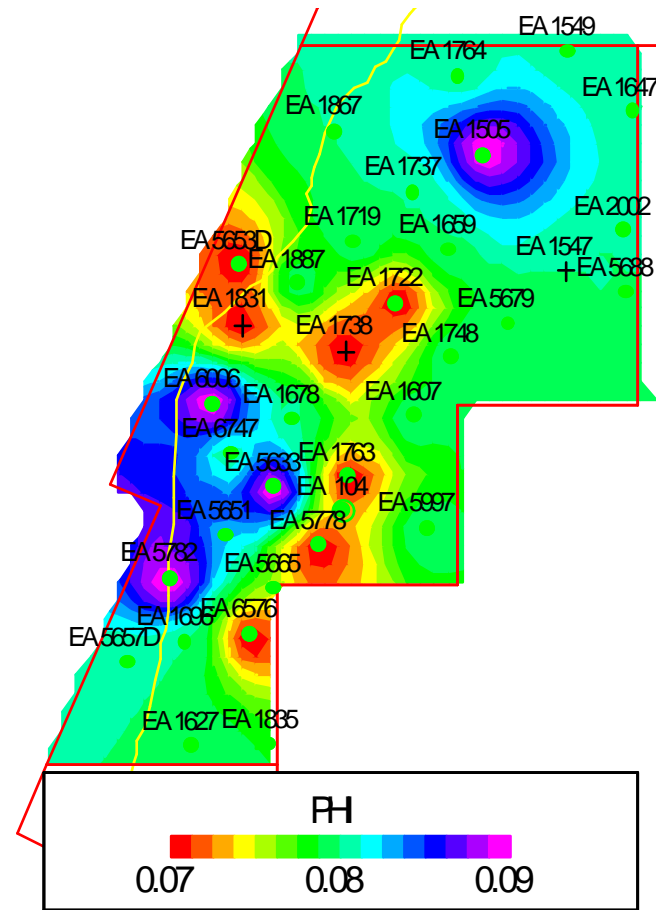 EA 1549
EA 1764
EA 1647
EA 1867
EA 1505
EA 1737
EA 2002
EA 1719
EA 1659
EA 5653D
EA 1547
EA 1887
EA 5688
EA 1722
EA 1831
EA 5679
EA 1738
EA 1748
EA 6006
EA 1678
EA 1607
EA 6747
EA 1763
EA 5633
EA 104
EA 5651
EA 5997
EA 5778
EA 5782
EA 5665
EA 6576
EA 1695
EA 5657D
EA 1627
EA 1835
PHI
0.07 0.08 0.09